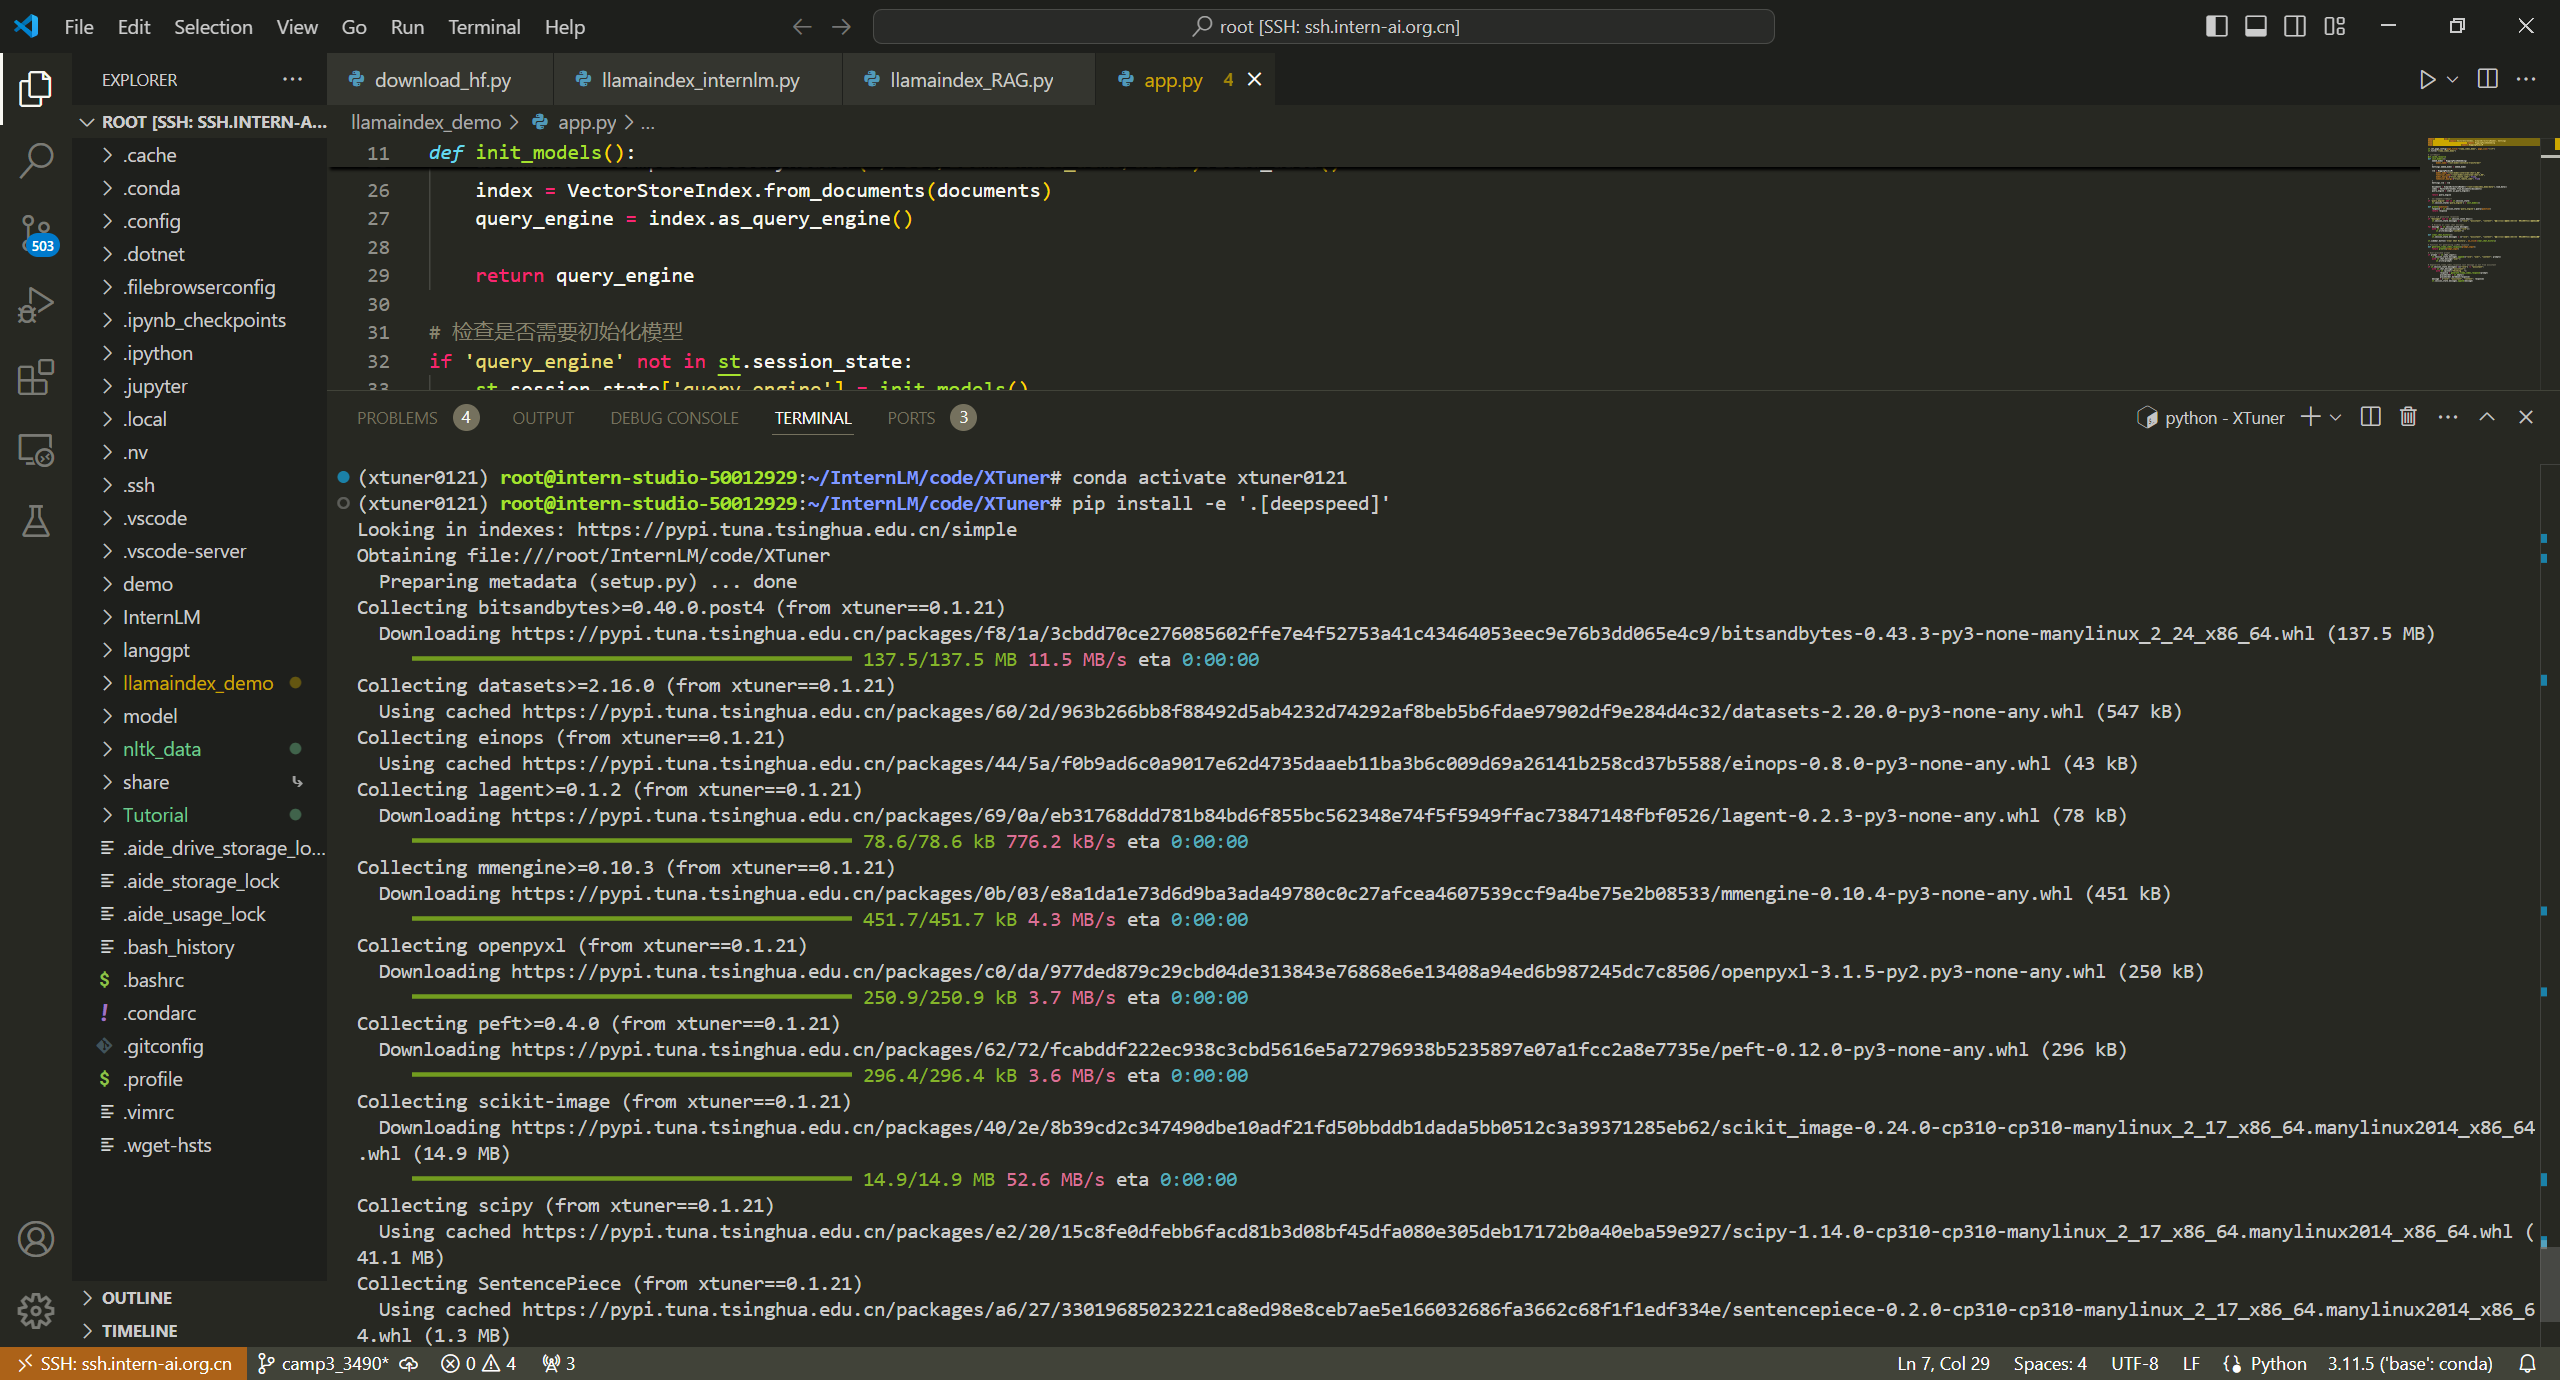 File Edit Selection View Go Run Terminal Help
root [SSH: ssh.intern-ai.org.cn]
EXPLORER
ROOT [SSH: SSH.INTERN-A...
.cache
.conda
.config
.dotnet
.filebrowserconfig
.ipynb_checkpoints
.ipython
.jupyter
.local
.nv
.ssh
.vscode
.vscode-server
demo
InternLM
langgpt
llamaindex_demo
model
nltk_data
share
Tutorial
.aide_drive_storage_lo...
.aide_storage_lock
.aide_usage_lock
.bash_history
.bashrc
.condarc
.gitconfig
.profile
.vimrc
.wget-hsts
OUTLINE
TIMELINE
503
download_hf.py llamaindex_internlm.py llamaindex_RAG.py app.py 4
llamaindex_demo > app.py > ...
11 def init_models():
26 index = VectorStoreIndex.from_documents(documents)
27 query_engine = index.as_query_engine()
28
29 return query_engine
30
31 # 检查是否需要初始化模型
32 if 'query_engine' not in st.session_state:
33 st.session_state['query_engine'] = init_models()
PROBLEMS 4 OUTPUT DEBUG CONSOLE TERMINAL PORTS 3
python - XTuner
(xtuner0121) root@intern-studio-50012929:~/InternLM/code/XTuner# conda activate xtuner0121
(xtuner0121) root@intern-studio-50012929:~/InternLM/code/XTuner# pip install -e '.[deepspeed]'
Looking in indexes: https://pypi.tuna.tsinghua.edu.cn/simple
Obtaining file:///root/InternLM/code/XTuner
Preparing metadata (setup.py) ... done
Collecting bitsandbytes>=0.40.0.post4 (from xtuner==0.1.21)
Downloading https://pypi.tuna.tsinghua.edu.cn/packages/f8/1a/3cbdd70ce276085602ffe7e4f52753a41c43464053eec9e76b3dd065e4c9/bitsandbytes-0.43.3-py3-none-manylinux_2_24_x86_64.whl (137.5 MB)
137.5/137.5 MB 11.5 MB/s eta 0:00:00
Collecting datasets>=2.16.0 (from xtuner==0.1.21)
Using cached https://pypi.tuna.tsinghua.edu.cn/packages/60/2d/963b266bb8f88492d5ab4232d74292af8beb5b6fdae97902df9e284d4c32/datasets-2.20.0-py3-none-any.whl (547 kB)
Collecting einops (from xtuner==0.1.21)
Using cached https://pypi.tuna.tsinghua.edu.cn/packages/44/5a/f0b9ad6c0a9017e62d4735daaeb11ba3b6c009d69a26141b258cd37b5588/einops-0.8.0-py3-none-any.whl (43 kB)
Collecting lagent>=0.1.2 (from xtuner==0.1.21)
Downloading https://pypi.tuna.tsinghua.edu.cn/packages/69/0a/eb31768ddd781b84bd6f855bc562348e74f5f5949ffac73847148fbf0526/lagent-0.2.3-py3-none-any.whl (78 kB)
78.6/78.6 kB 776.2 kB/s eta 0:00:00
Collecting mmengine>=0.10.3 (from xtuner==0.1.21)
Downloading https://pypi.tuna.tsinghua.edu.cn/packages/0b/03/e8a1da1e73d6d9ba3ada49780c0c27afcea4607539ccf9a4be75e2b08533/mmengine-0.10.4-py3-none-any.whl (451 kB)
451.7/451.7 kB 4.3 MB/s eta 0:00:00
Collecting openpyxl (from xtuner==0.1.21)
Downloading https://pypi.tuna.tsinghua.edu.cn/packages/c0/da/977ded879c29cbd04de313843e76868e6e13408a94ed6b987245dc7c8506/openpyxl-3.1.5-py2.py3-none-any.whl (250 kB)
250.9/250.9 kB 3.7 MB/s eta 0:00:00
Collecting peft>=0.4.0 (from xtuner==0.1.21)
Downloading https://pypi.tuna.tsinghua.edu.cn/packages/62/72/fcabddf222ec938c3cbd5616e5a72796938b5235897e07a1fcc2a8e7735e/peft-0.12.0-py3-none-any.whl (296 kB)
296.4/296.4 kB 3.6 MB/s eta 0:00:00
Collecting scikit-image (from xtuner==0.1.21)
Downloading https://pypi.tuna.tsinghua.edu.cn/packages/40/2e/8b39cd2c347490dbe10adf21fd50bbddb1dada5bb0512c3a39371285eb62/scikit_image-0.24.0-cp310-cp310-manylinux_2_17_x86_64.manylinux2014_x86_64
.whl (14.9 MB)
14.9/14.9 MB 52.6 MB/s eta 0:00:00
Collecting scipy (from xtuner==0.1.21)
Using cached https://pypi.tuna.tsinghua.edu.cn/packages/e2/20/15c8fe0dfebb6facd81b3d08bf45dfa080e305deb17172b0a40eba59e927/scipy-1.14.0-cp310-cp310-manylinux_2_17_x86_64.manylinux2014_x86_64.whl (
41.1 MB)
Collecting SentencePiece (from xtuner==0.1.21)
Using cached https://pypi.tuna.tsinghua.edu.cn/packages/a6/27/33019685023221ca8ed98e8ceb7ae5e166032686fa3662c68f1f1edf334e/sentencepiece-0.2.0-cp310-cp310-manylinux_2_17_x86_64.manylinux2014_x86_6
4.whl (1.3 MB)
SSH: ssh.intern-ai.org.cn camp3_3490* 0 4 3 Ln 7, Col 29 Spaces: 4 UTF-8 LF Python 3.11.5 ('base': conda)